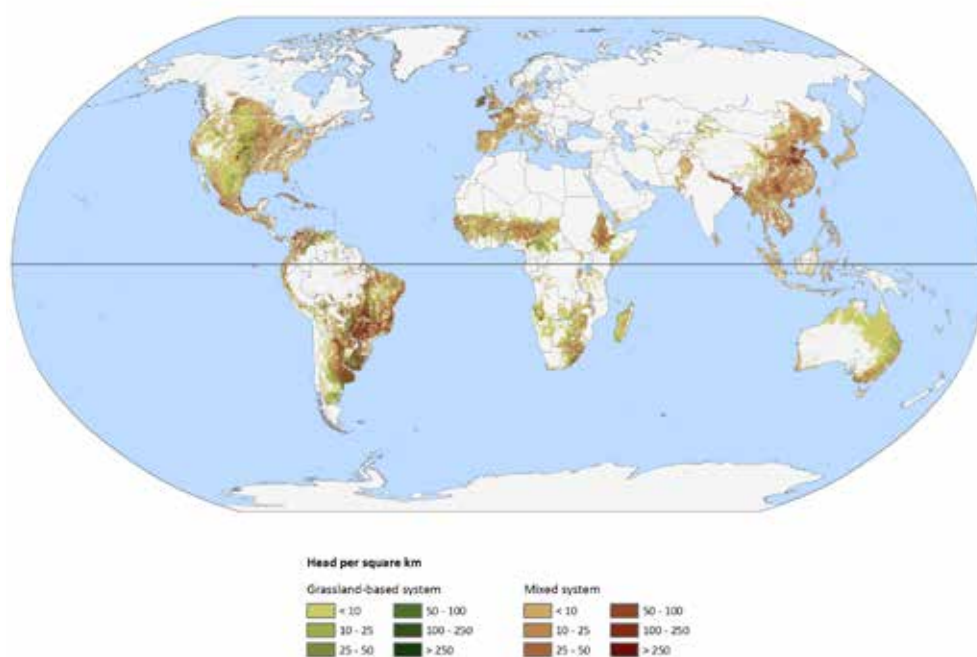 Head per square km
Grassland-based system
Mixed system
< 10
50 - 100
< 10
50 - 100
10 - 25
100 - 250
10 - 25
100 - 250
25 - 50
> 250
25 - 50
> 250